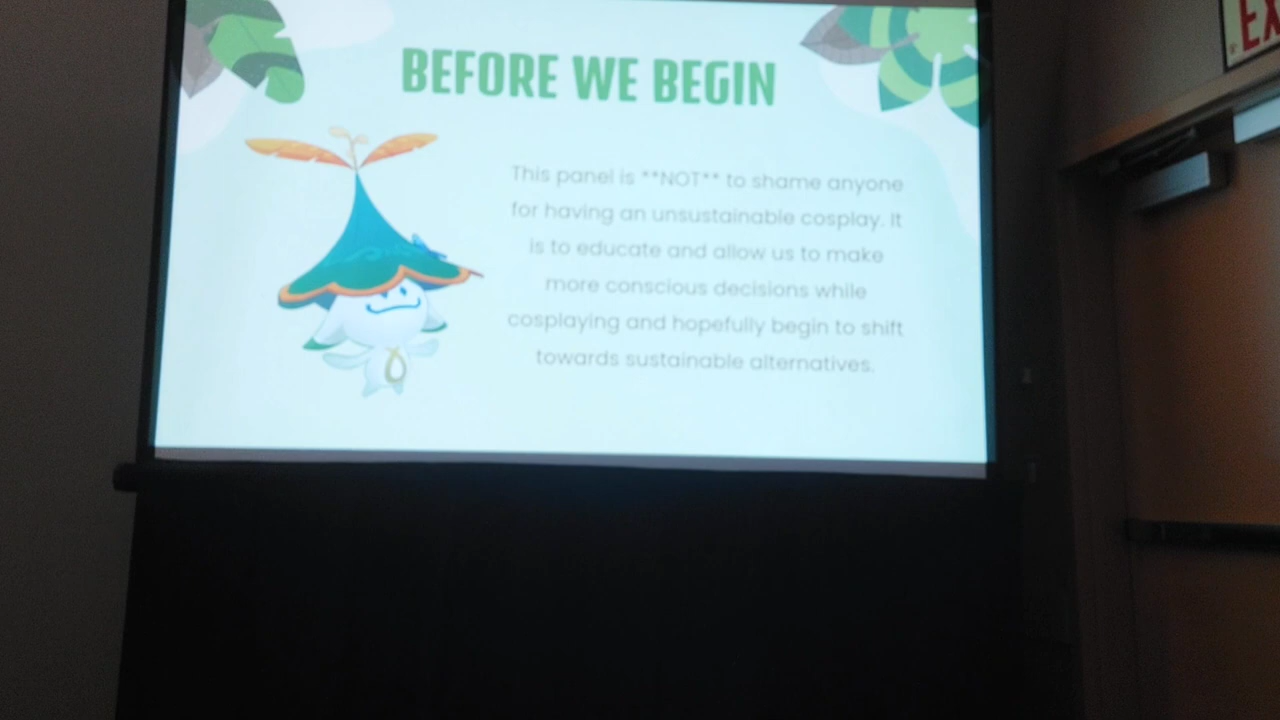 BEFORE WE BEGIN
This panel is **NOT** to shame anyone
for having an unsustainable cosplay. It
is to educate and allow us to make
more conscious decisions while
cosplaying and hopefully begin to shift
towards sustainable alternatives.
EX